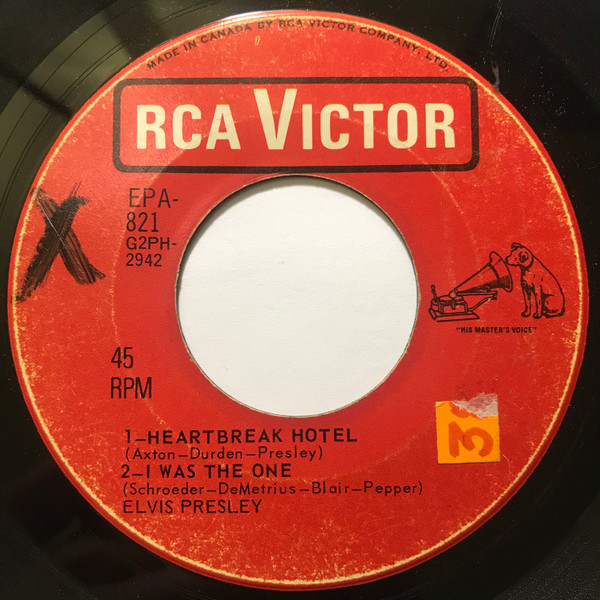 MADE IN CANADA BY RCA VICTOR COMPANY, LTD.
RCA VICTOR
EPA-
821
G2PH-
2942
"HIS MASTER'S VOICE"
45
RPM
1–HEARTBREAK HOTEL
(Axton–Durden–Presley)
2–I WAS THE ONE
(Schroeder–DeMetrius–Blair–Pepper)
ELVIS PRESLEY
X